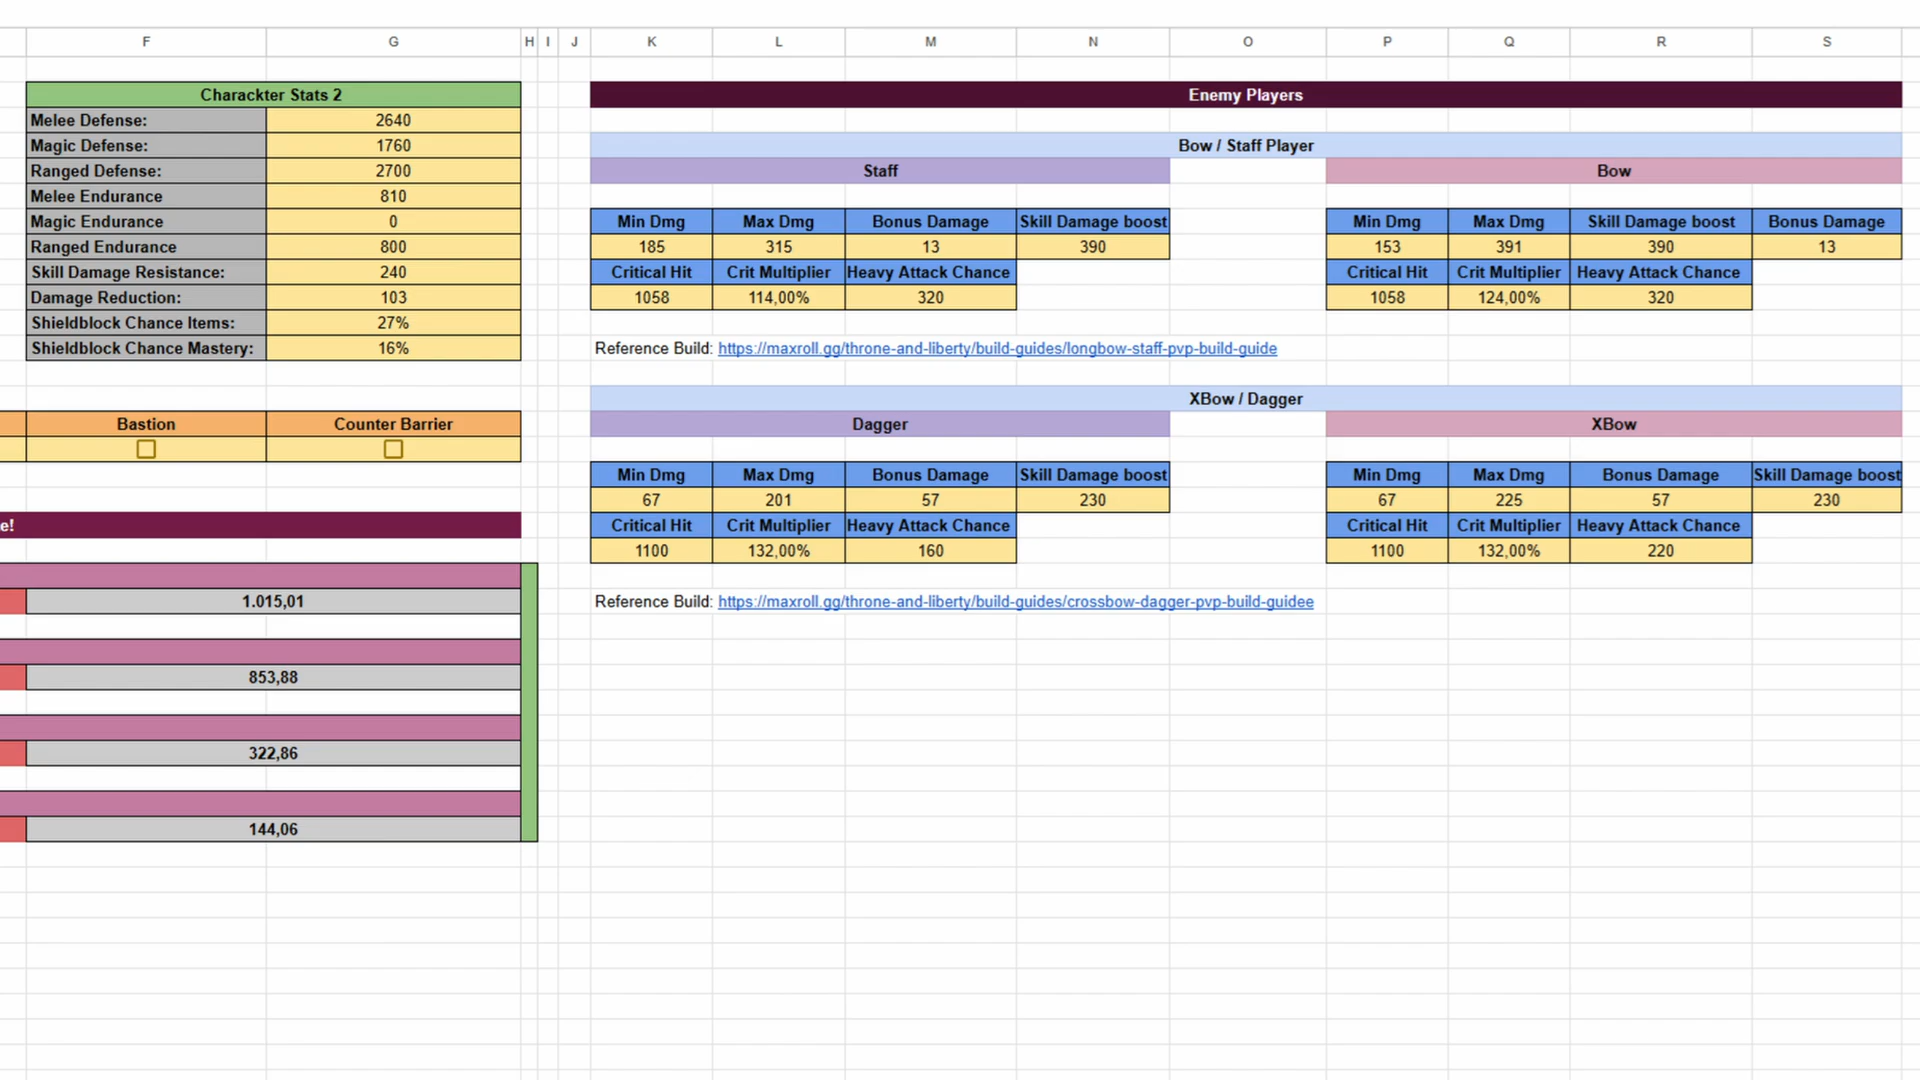 F G H I J K L M N O P Q R S
Charackter Stats 2
Melee Defense: 2640
Magic Defense: 1760
Ranged Defense: 2700
Melee Endurance 810
Magic Endurance 0
Ranged Endurance 800
Skill Damage Resistance: 240
Damage Reduction: 103
Shieldblock Chance Items: 27%
Shieldblock Chance Mastery: 16%
Bastion Counter Barrier
e!
1.015,01
853,88
322,86
144,06
Enemy Players
Bow / Staff Player
Staff Bow
Min Dmg Max Dmg Bonus Damage Skill Damage boost Min Dmg Max Dmg Skill Damage boost Bonus Damage
185 315 13 390 153 391 390 13
Critical Hit Crit Multiplier Heavy Attack Chance Critical Hit Crit Multiplier Heavy Attack Chance
1058 114,00% 320 1058 124,00% 320
Reference Build: https://maxroll.gg/throne-and-liberty/build-guides/longbow-staff-pvp-build-guide
XBow / Dagger
Dagger XBow
Min Dmg Max Dmg Bonus Damage Skill Damage boost Min Dmg Max Dmg Bonus Damage Skill Damage boost
67 201 57 230 67 225 57 230
Critical Hit Crit Multiplier Heavy Attack Chance Critical Hit Crit Multiplier Heavy Attack Chance
1100 132,00% 160 1100 132,00% 220
Reference Build: https://maxroll.gg/throne-and-liberty/build-guides/crossbow-dagger-pvp-build-guidee